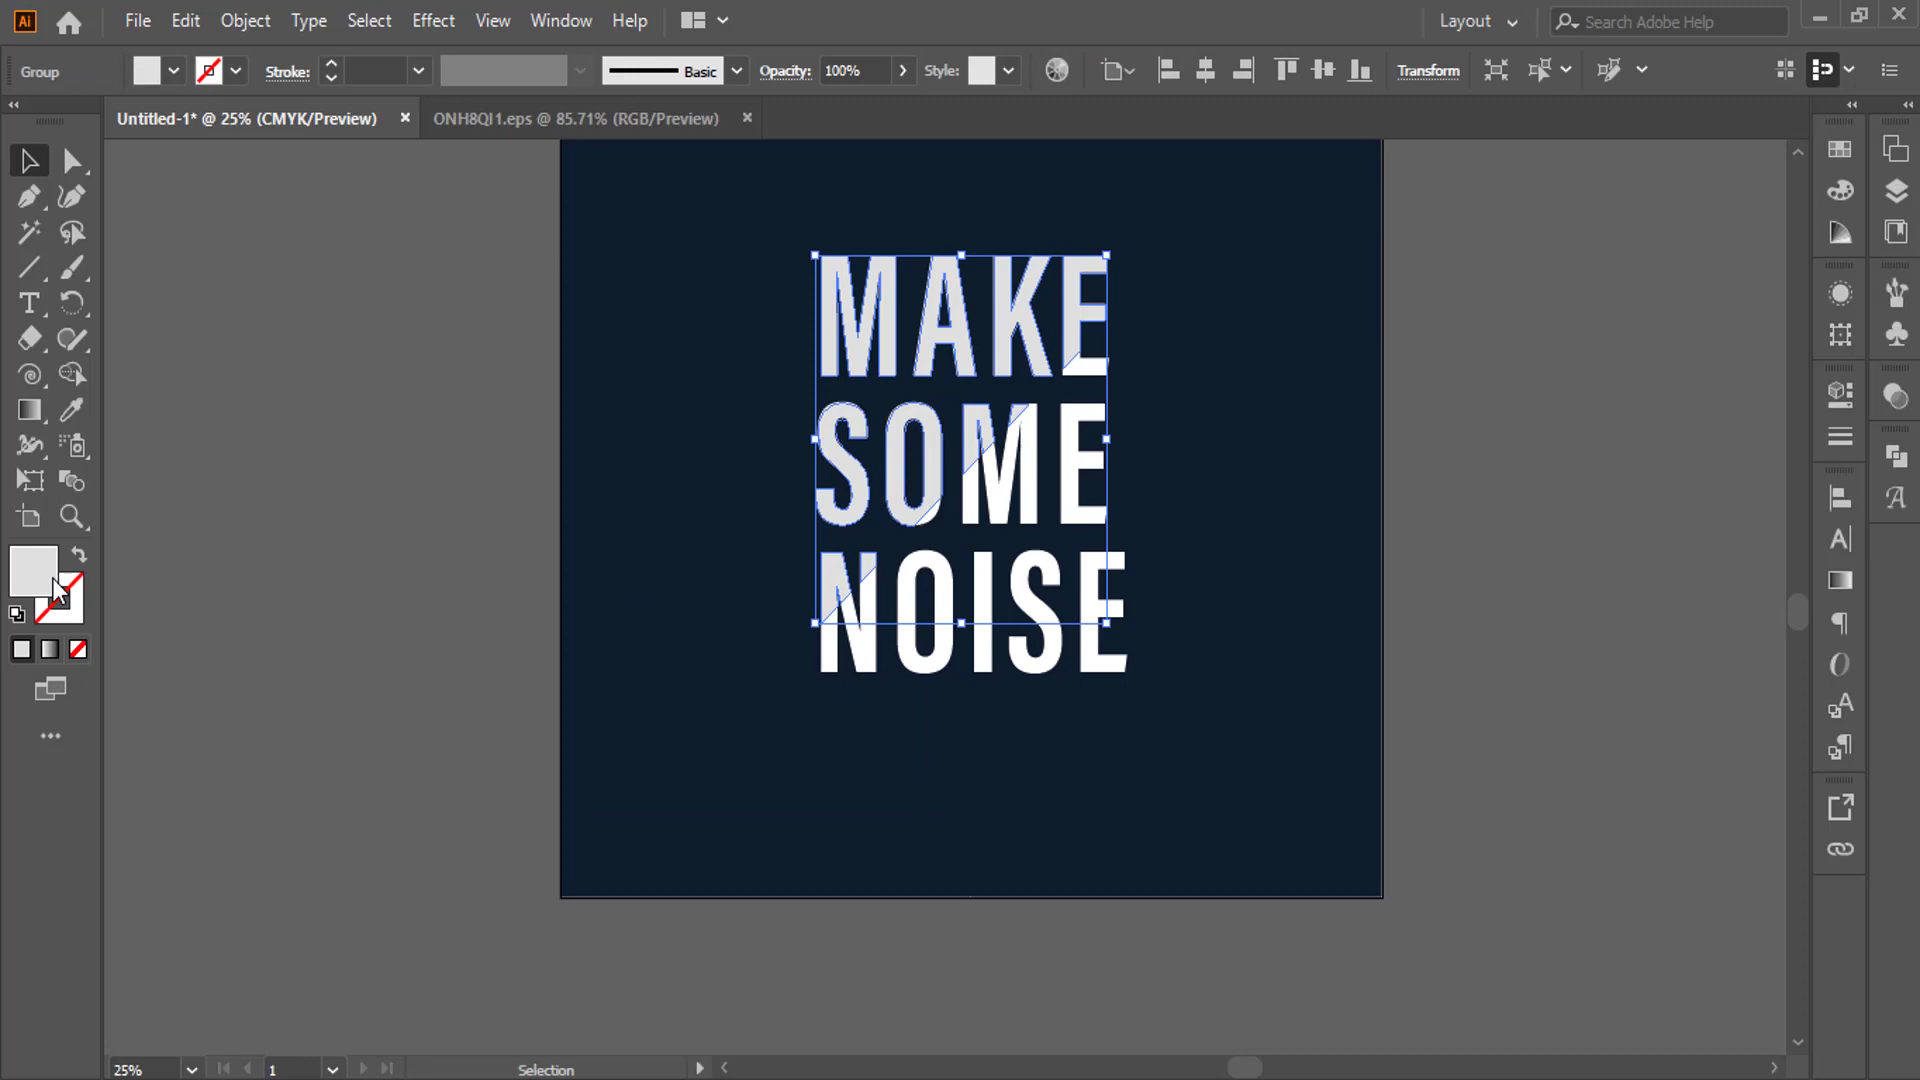 Ai File Edit Object Type Select Effect View Window Help Layout Search Adobe Help
Group Stroke: Basic Opacity: 100% Style: Transform
Untitled-1* @ 25% (CMYK/Preview) × ONH8QI1.eps @ 85.71% (RGB/Preview) ×
MAKE
SOME
NOISE
25% 1 Selection